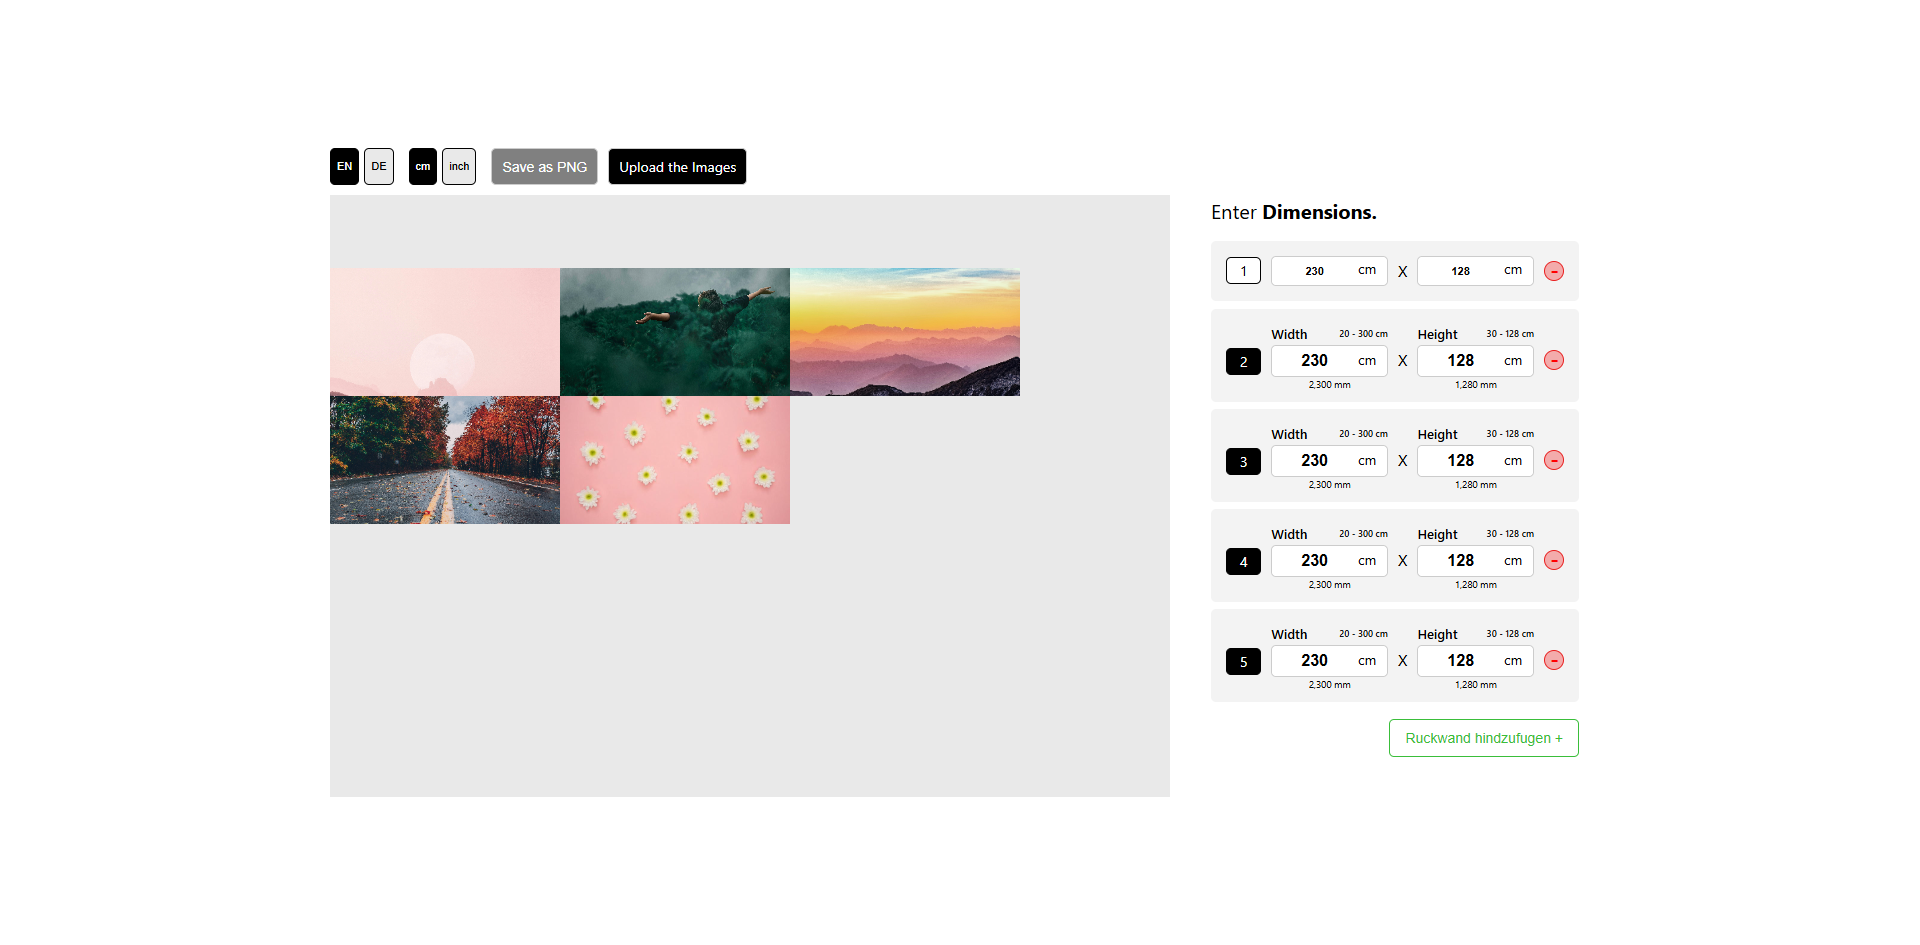 EN DE cm inch Save as PNG Upload the Images
Enter Dimensions.
1 230 cm X 128 cm -
Width 20 - 300 cm Height 30 - 128 cm
2 230 cm X 128 cm -
2,300 mm 1,280 mm
Width 20 - 300 cm Height 30 - 128 cm
3 230 cm X 128 cm -
2,300 mm 1,280 mm
Width 20 - 300 cm Height 30 - 128 cm
4 230 cm X 128 cm -
2,300 mm 1,280 mm
Width 20 - 300 cm Height 30 - 128 cm
5 230 cm X 128 cm -
2,300 mm 1,280 mm
Ruckwand hindzufugen +